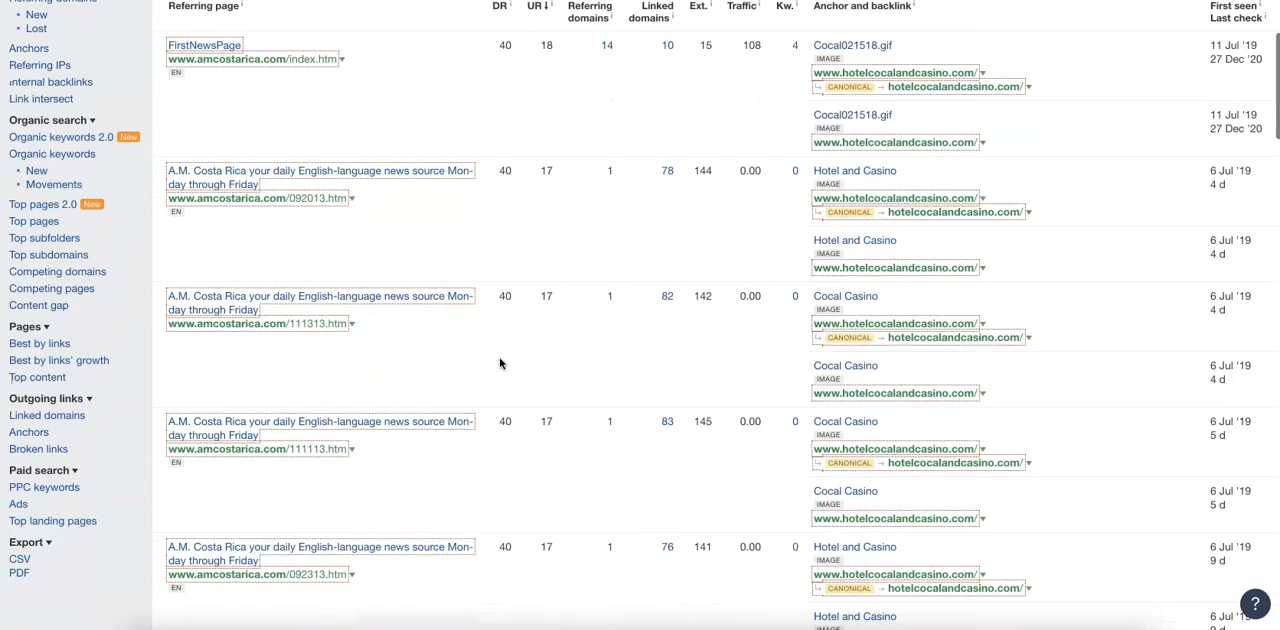 Referring domains
• New
• Lost
Anchors
Referring IPs
Internal backlinks
Link intersect
Organic search ▾
Organic keywords 2.0 New
Organic keywords
• New
• Movements
Top pages 2.0 New
Top pages
Top subfolders
Top subdomains
Competing domains
Competing pages
Content gap
Pages ▾
Best by links
Best by links' growth
Top content
Outgoing links ▾
Linked domains
Anchors
Broken links
Paid search ▾
PPC keywords
Ads
Top landing pages
Export ▾
CSV
PDF
Referring page i DR i UR ↓ i Referring domains i Linked domains i Ext. i Traffic i Kw. i Anchor and backlink i First seen Last check i
FirstNewsPage 40 18 14 10 15 108 4 Cocal021518.gif 11 Jul '19
www.amcostarica.com/index.htm ▾ IMAGE 27 Dec '20
EN www.hotelcocalandcasino.com/ ▾
CANONICAL → hotelcocalandcasino.com/ ▾
Cocal021518.gif 11 Jul '19
IMAGE 27 Dec '20
www.hotelcocalandcasino.com/ ▾
A.M. Costa Rica your daily English-language news source Mon- 40 17 1 78 144 0.00 0 Hotel and Casino 6 Jul '19
day through Friday IMAGE 4 d
www.amcostarica.com/092013.htm ▾ www.hotelcocalandcasino.com/ ▾
EN CANONICAL → hotelcocalandcasino.com/ ▾
Hotel and Casino 6 Jul '19
IMAGE 4 d
www.hotelcocalandcasino.com/ ▾
A.M. Costa Rica your daily English-language news source Mon- 40 17 1 82 142 0.00 0 Cocal Casino 6 Jul '19
day through Friday IMAGE 4 d
www.amcostarica.com/111313.htm ▾ www.hotelcocalandcasino.com/ ▾
CANONICAL → hotelcocalandcasino.com/ ▾
Cocal Casino 6 Jul '19
IMAGE 4 d
www.hotelcocalandcasino.com/ ▾
A.M. Costa Rica your daily English-language news source Mon- 40 17 1 83 145 0.00 0 Cocal Casino 6 Jul '19
day through Friday IMAGE 5 d
www.amcostarica.com/111113.htm ▾ www.hotelcocalandcasino.com/ ▾
EN CANONICAL → hotelcocalandcasino.com/ ▾
Cocal Casino 6 Jul '19
IMAGE 5 d
www.hotelcocalandcasino.com/ ▾
A.M. Costa Rica your daily English-language news source Mon- 40 17 1 76 141 0.00 0 Hotel and Casino 6 Jul '19
day through Friday IMAGE 9 d
www.amcostarica.com/092313.htm ▾ www.hotelcocalandcasino.com/ ▾
EN CANONICAL → hotelcocalandcasino.com/ ▾
Hotel and Casino 6 Jul '19
?